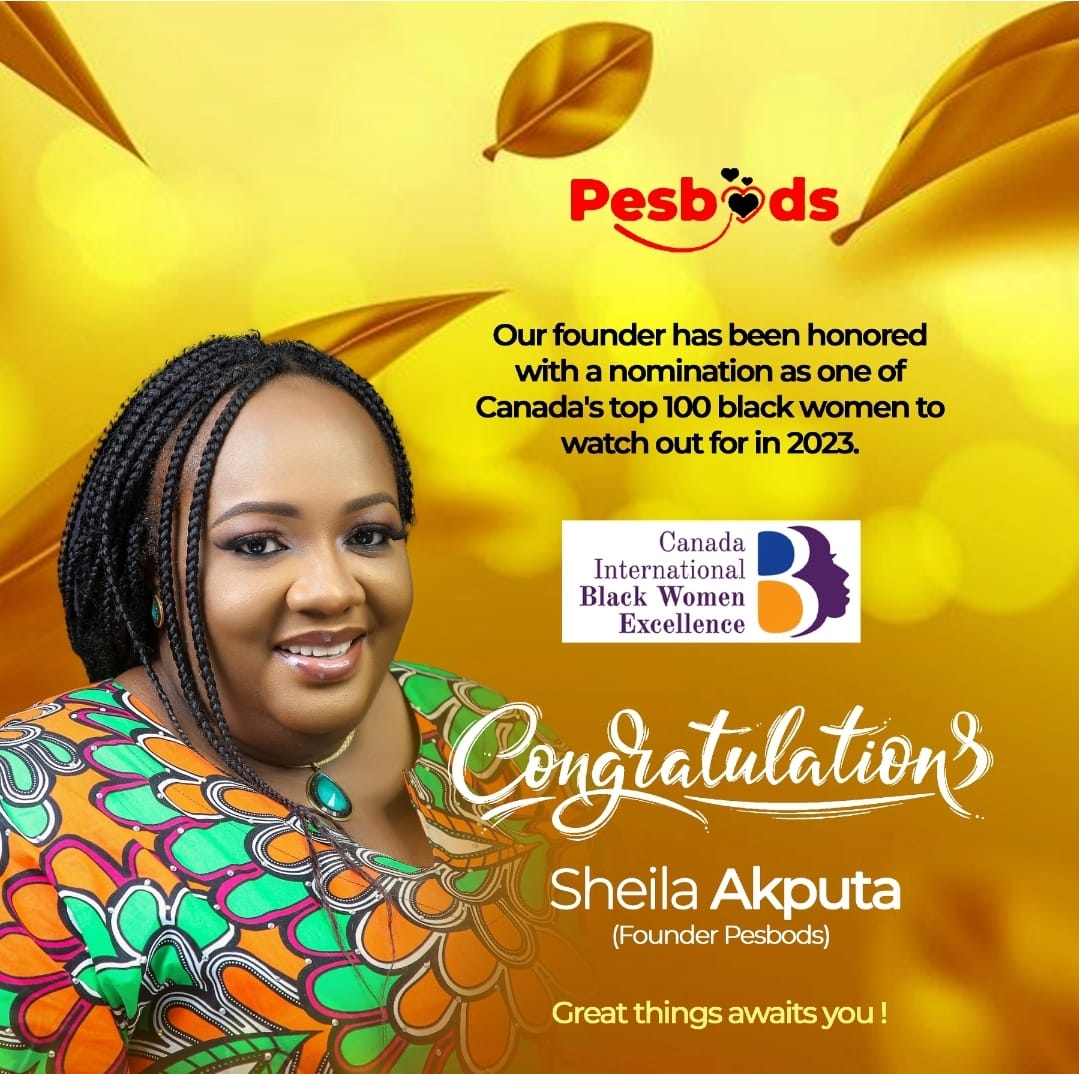 Pesbods
Our founder has been honored
with a nomination as one of
Canada's top 100 black women to
watch out for in 2023.
Canada
International
Black Women
Excellence
Congratulations
Sheila Akputa
(Founder Pesbods)
Great things awaits you !